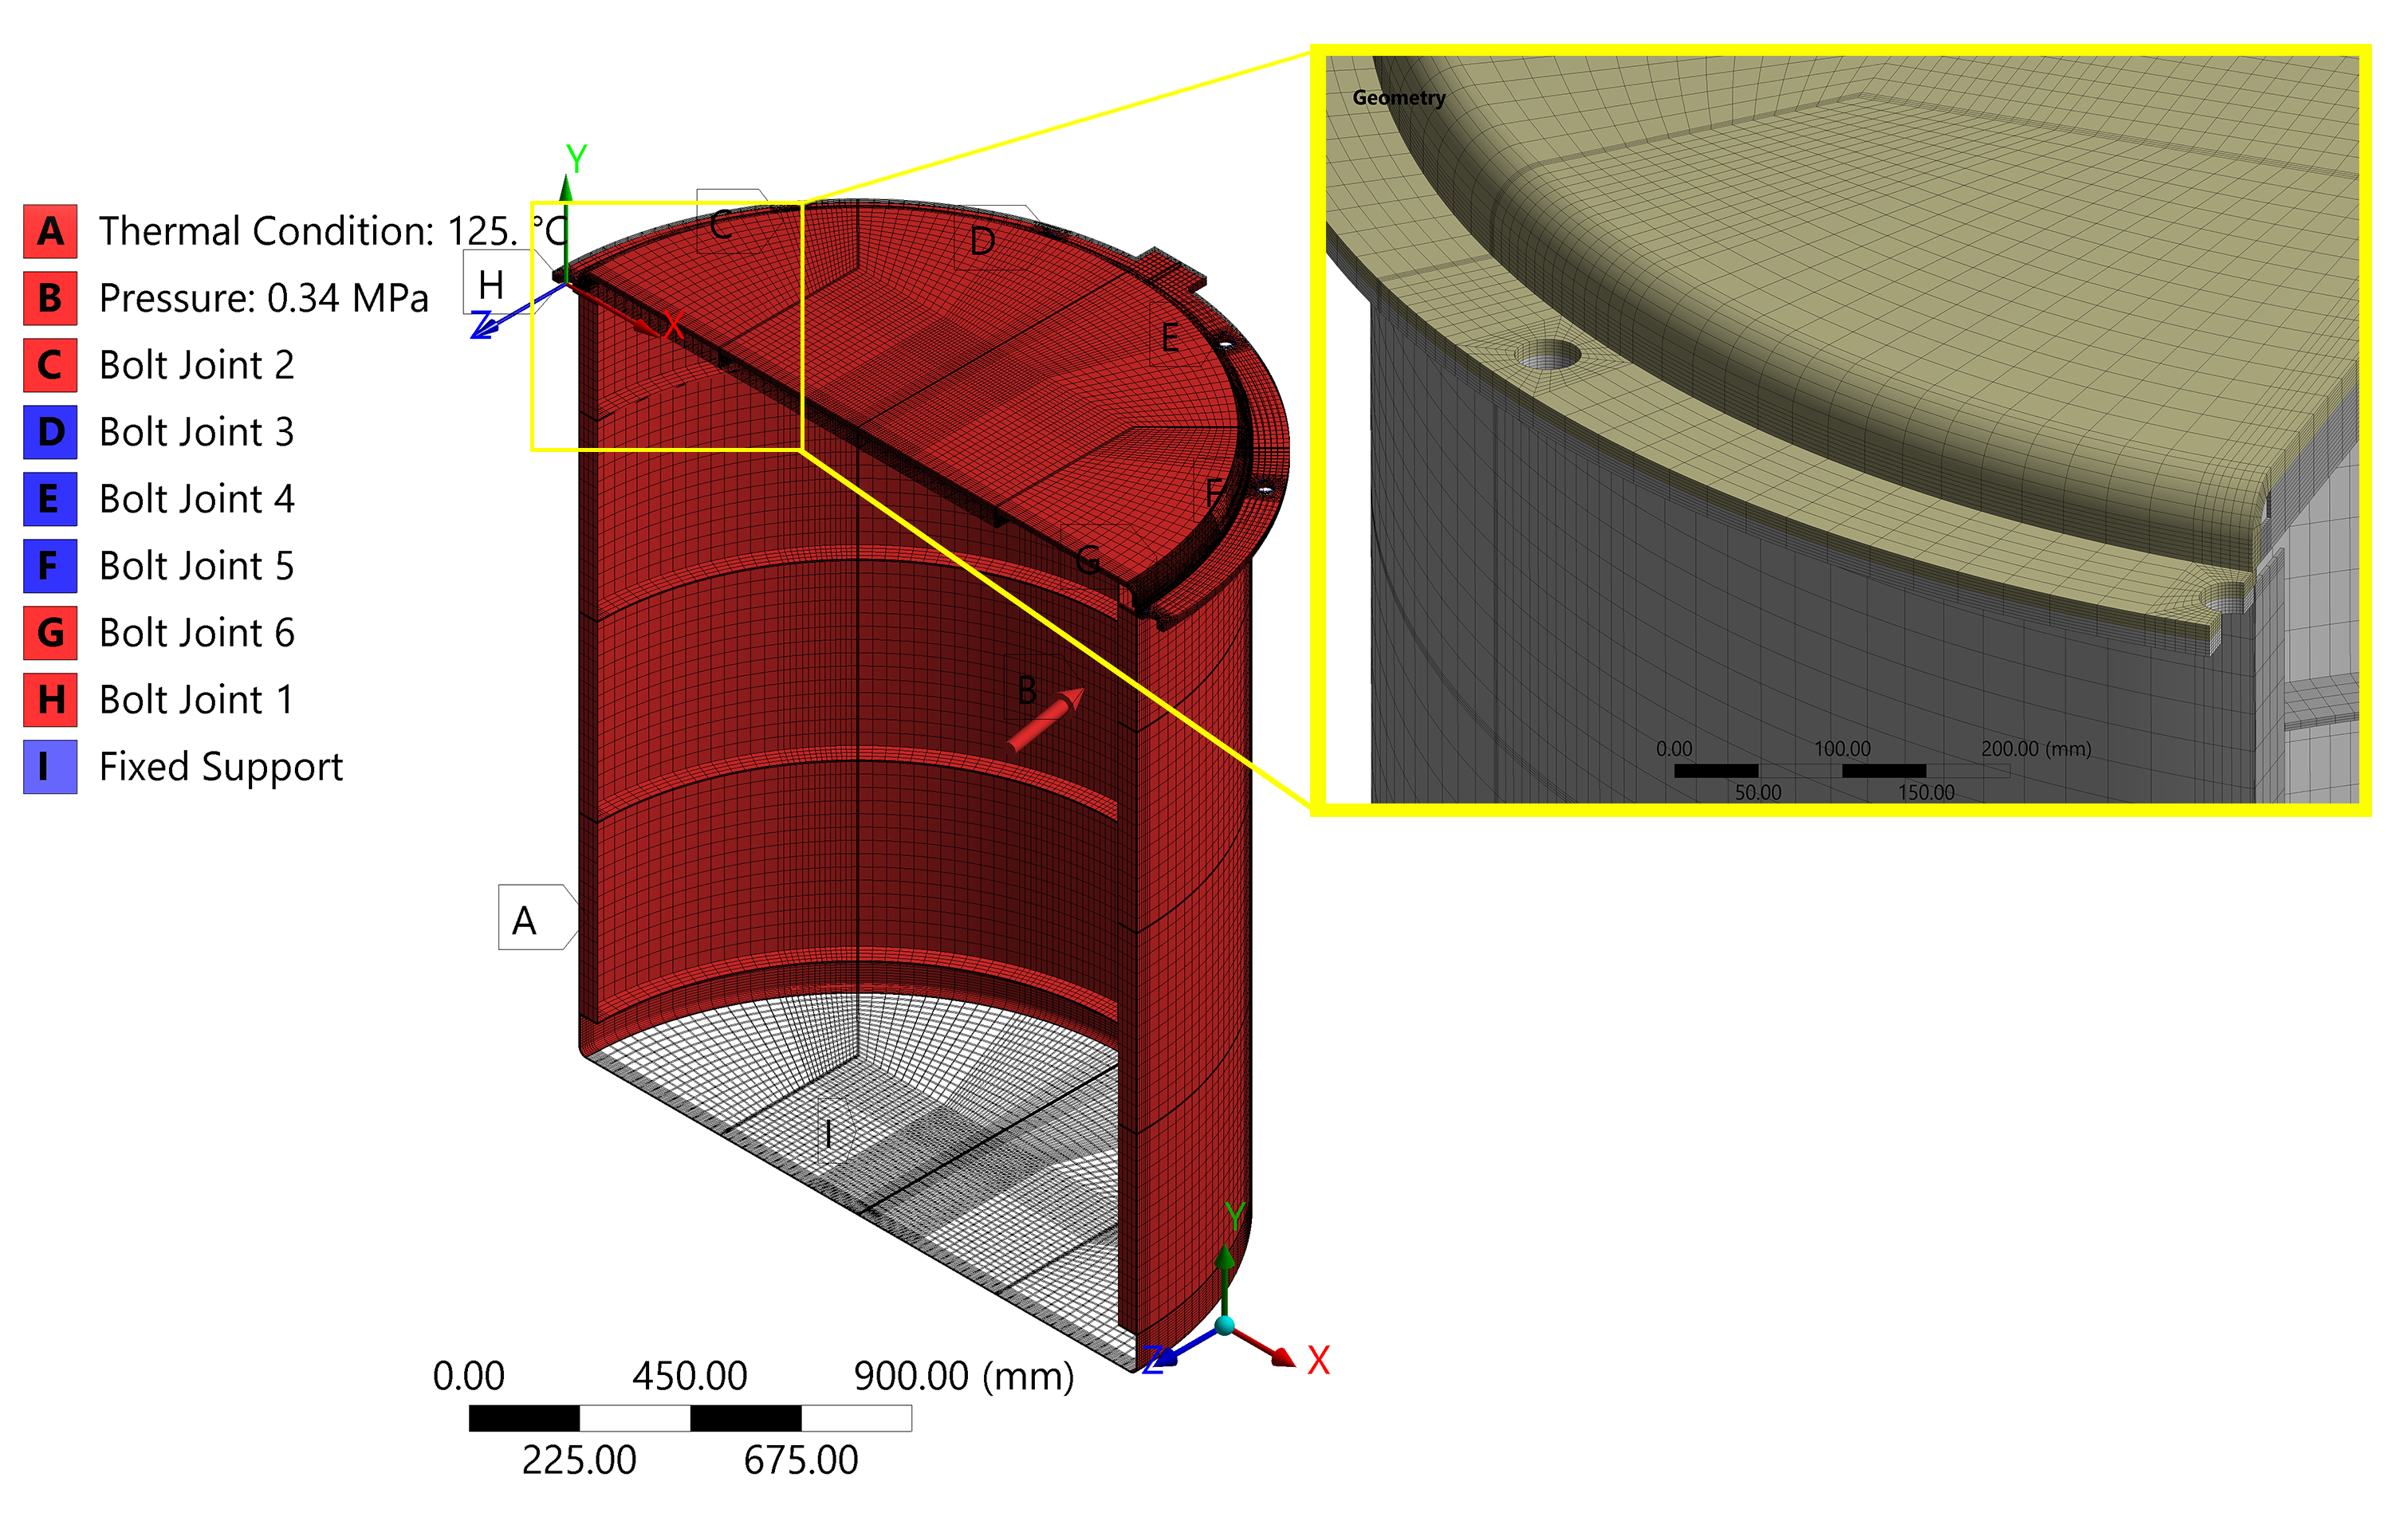 A Thermal Condition: 125. °C
B Pressure: 0.34 MPa
C Bolt Joint 2
D Bolt Joint 3
E Bolt Joint 4
F Bolt Joint 5
G Bolt Joint 6
H Bolt Joint 1
I Fixed Support
Y
H
Z
X
C
D
E
F
G
B
A
I
Y
Z
X
0.00 450.00 900.00 (mm)
225.00 675.00
Geometry
0.00 100.00 200.00 (mm)
50.00 150.00